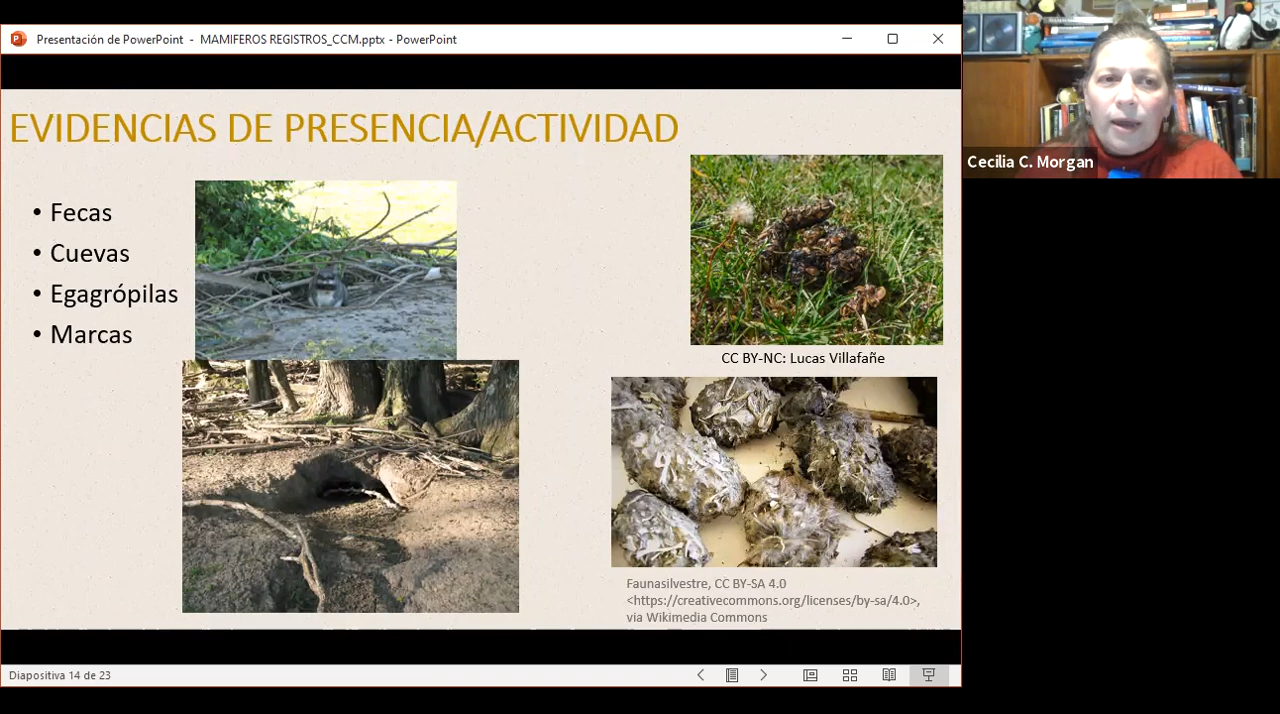 Presentación de PowerPoint - MAMIFEROS REGISTROS_CCM.pptx - PowerPoint
EVIDENCIAS DE PRESENCIA/ACTIVIDAD
• Fecas
• Cuevas
• Egagrópilas
• Marcas
CC BY-NC: Lucas Villafañe
Faunasilvestre, CC BY-SA 4.0
<https://creativecommons.org/licenses/by-sa/4.0>,
via Wikimedia Commons
Diapositiva 14 de 23
Cecilia C. Morgan